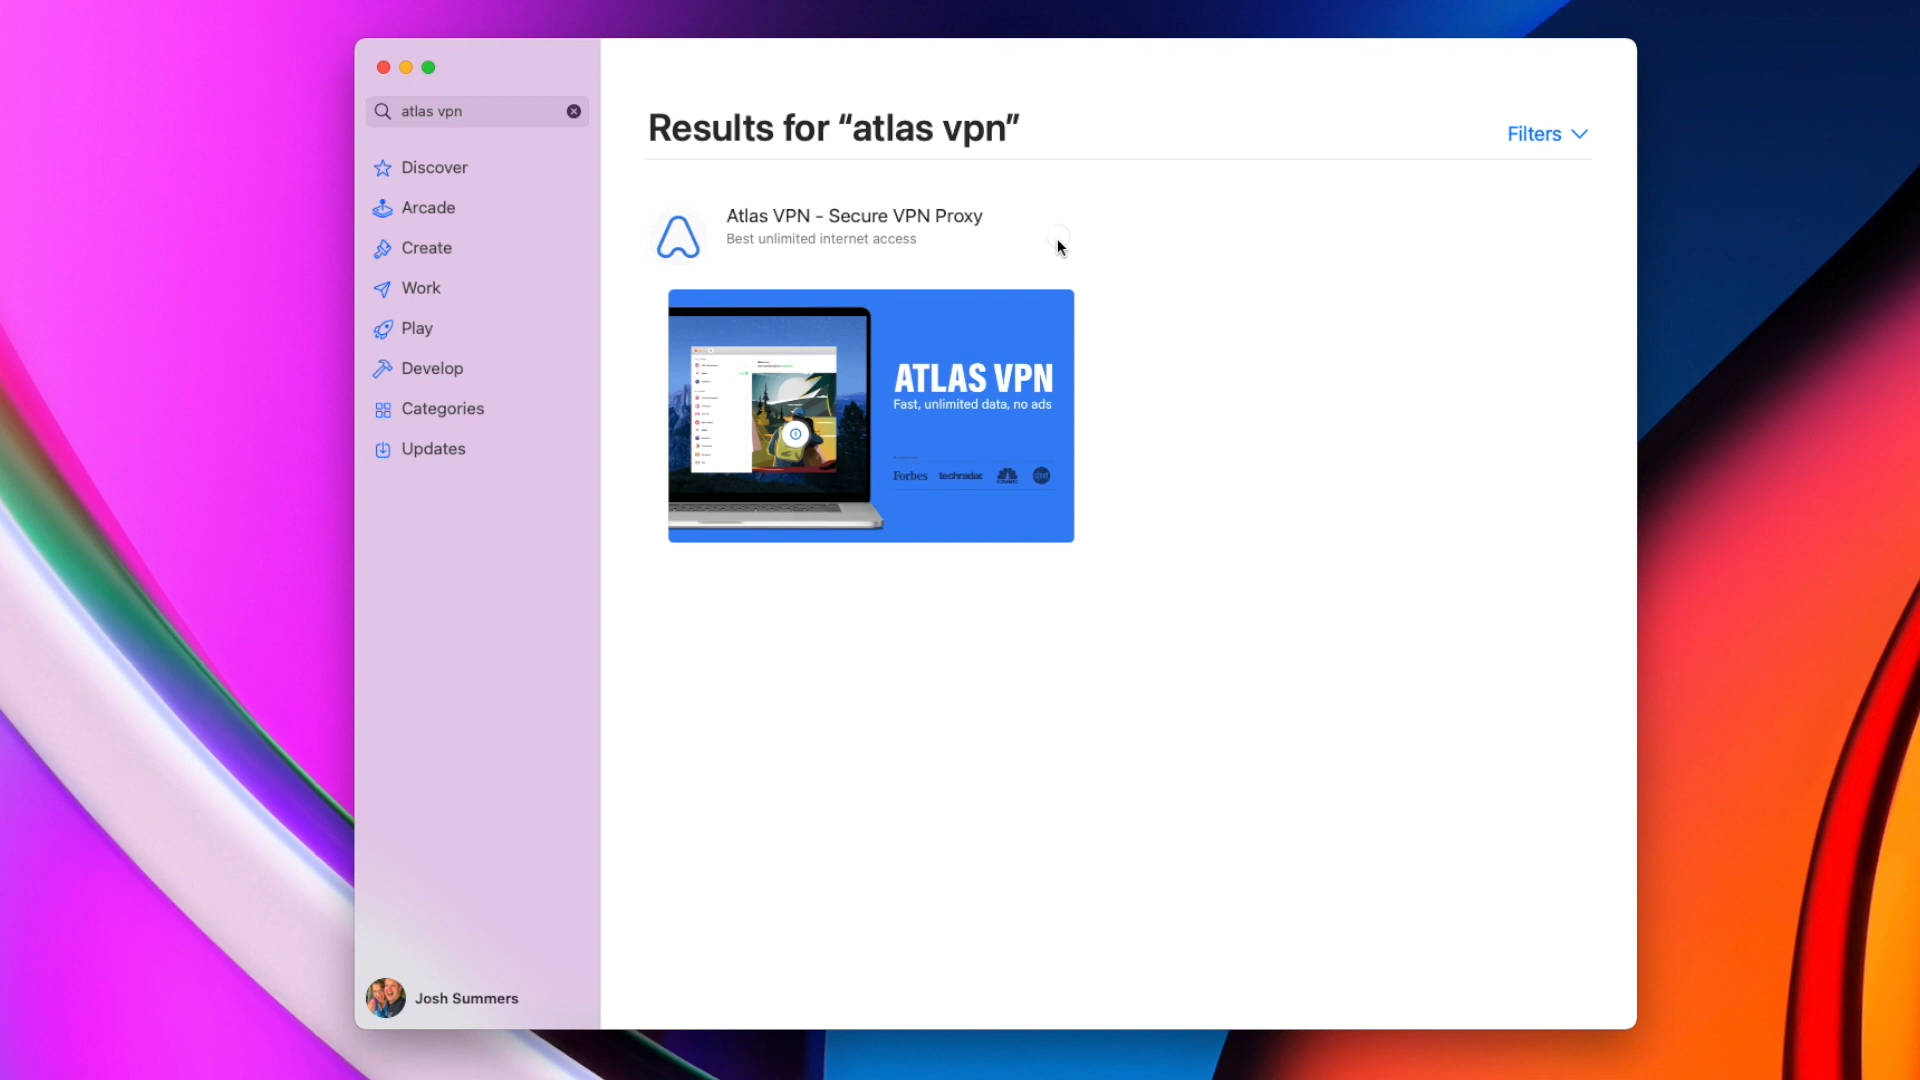 atlas vpn
Discover
Arcade
Create
Work
Play
Develop
Categories
Updates
Josh Summers
Results for “atlas vpn”
Filters
Atlas VPN - Secure VPN Proxy
Best unlimited internet access
ATLAS VPN
Fast, unlimited data, no ads
Forbes techradar